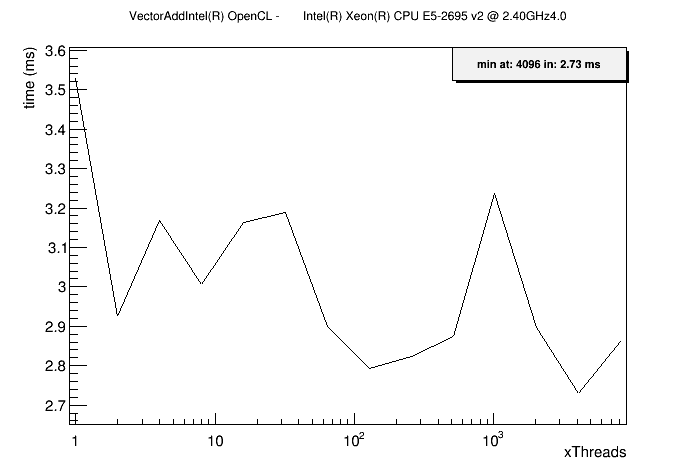 VectorAddIntel(R) OpenCL - Intel(R) Xeon(R) CPU E5-2695 v2 @ 2.40GHz4.0
time (ms)
min at: 4096 in: 2.73 ms
3.6
3.5
3.4
3.3
3.2
3.1
3
2.9
2.8
2.7
1 10 10² 10³
xThreads